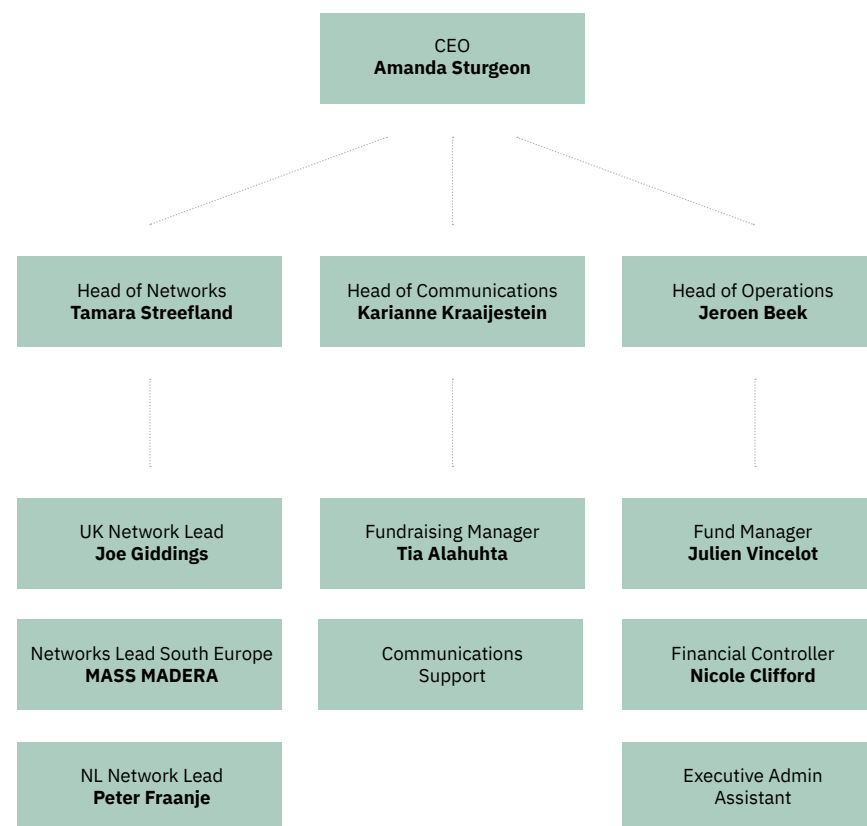 CEO
Amanda Sturgeon
Head of Networks
Tamara Streefland
Head of Communications
Karianne Kraaijestein
Head of Operations
Jeroen Beek
UK Network Lead
Joe Giddings
Fundraising Manager
Tia Alahuhta
Fund Manager
Julien Vincelot
Networks Lead South Europe
MASS MADERA
Communications
Support
Financial Controller
Nicole Clifford
NL Network Lead
Peter Fraanje
Executive Admin
Assistant